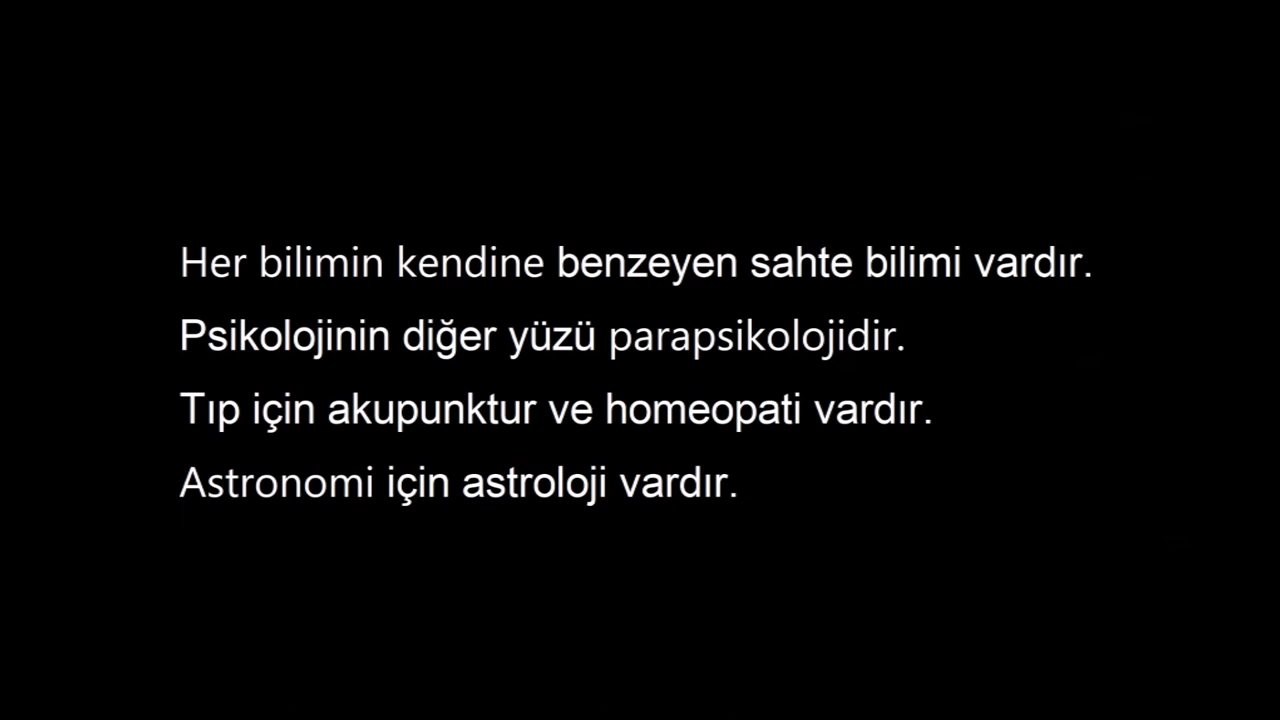 Her bilimin kendine benzeyen sahte bilimi vardır.
Psikolojinin diğer yüzü parapsikolojidir.
Tıp için akupunktur ve homeopati vardır.
Astronomi için astroloji vardır.